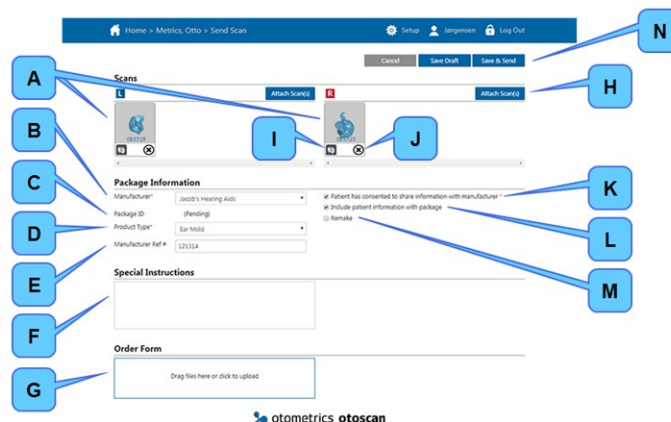 Home > Metrics, Otto > Send Scan
Setup
Jørgensen
Log Out
N
Cancel
Save Draft
Save & Send
A
Scans
L
Attach Scan(s)
R
Attach Scan(s)
H
B
I
J
C
Package Information
Manufacturer*
Jacob's Hearing Aids
Patient has consented to share information with manufacturer *
K
Package ID
(Pending)
Include patient information with package
D
Product Type*
Ear Mold
Remake
L
Manufacturer Ref #
121314
E
Special Instructions
M
F
Order Form
G
Drag files here or click to upload
otometrics otoscan